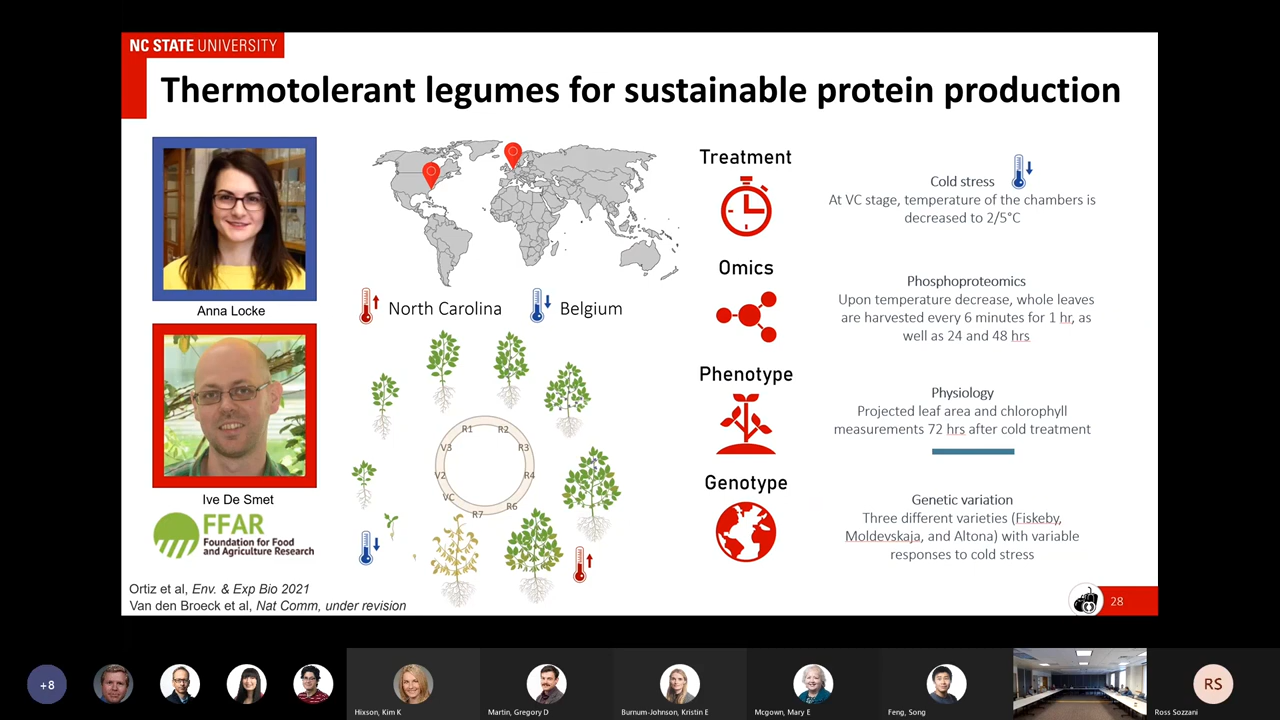 NC STATE UNIVERSITY
Thermotolerant legumes for sustainable protein production
Anna Locke
Ive De Smet
FFAR
Foundation for Food
and Agriculture Research
Ortiz et al, Env. & Exp Bio 2021
Van den Broeck et al, Nat Comm, under revision
North Carolina
Belgium
R1
R2
V3
R3
V2
R4
VC
R6
R7
Treatment
Cold stress
At VC stage, temperature of the chambers is
decreased to 2/5°C
Omics
Phosphoproteomics
Upon temperature decrease, whole leaves
are harvested every 6 minutes for 1 hr, as
well as 24 and 48 hrs
Phenotype
Physiology
Projected leaf area and chlorophyll
measurements 72 hrs after cold treatment
Genotype
Genetic variation
Three different varieties (Fiskeby,
Moldevskaja, and Altona) with variable
responses to cold stress
28
+8
Hixson, Kim K
Martin, Gregory D
Burnum-Johnson, Kristin E
Mcgown, Mary E
Feng, Song
RS
Ross Sozzani